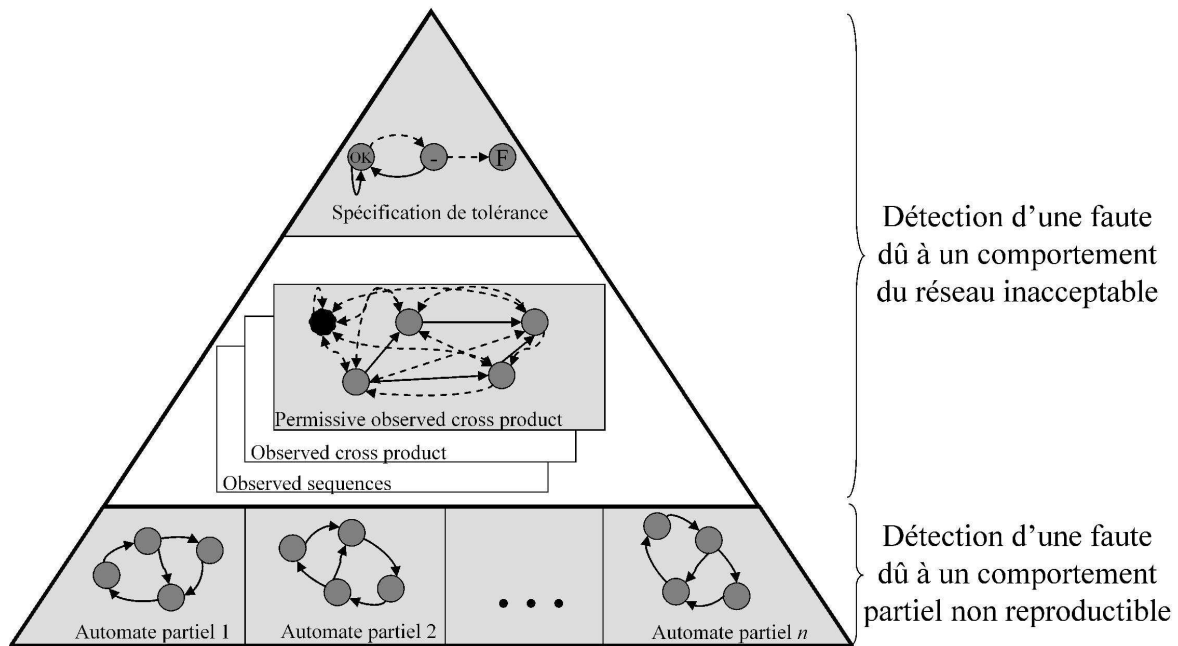 OK
-
F
Spécification de tolérance
Détection d'une faute
dû à un comportement
du réseau inacceptable
Permissive observed cross product
Observed cross product
Observed sequences
Détection d'une faute
dû à un comportement
partiel non reproductible
Automate partiel 1
Automate partiel 2
• • •
Automate partiel n